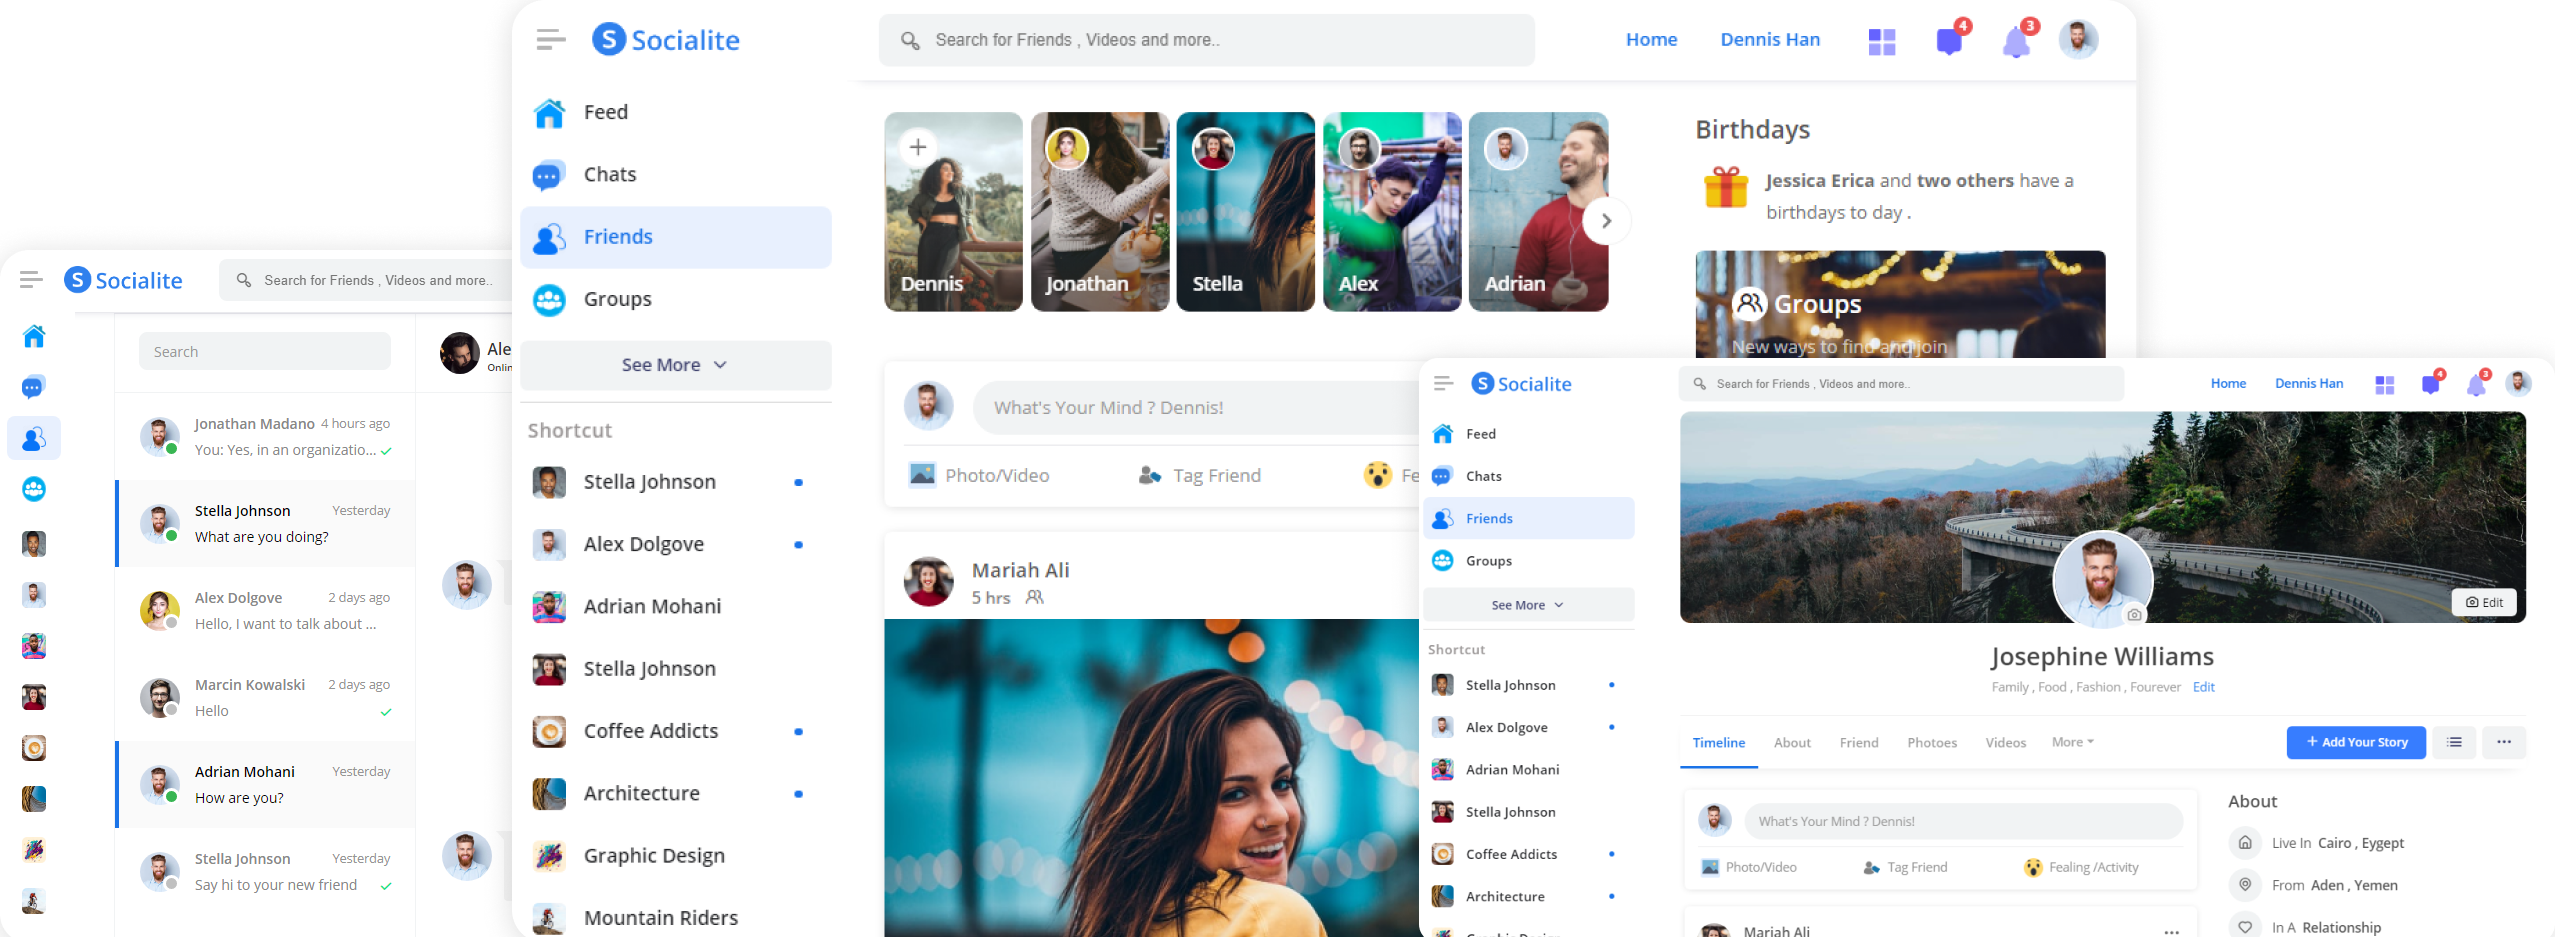 Socialite
Search for Friends , Videos and more..
Home
Dennis Han
4
3
Feed
Chats
Friends
Groups
See More
Shortcut
Stella Johnson
Alex Dolgove
Adrian Mohani
Stella Johnson
Coffee Addicts
Architecture
Graphic Design
Mountain Riders
Dennis
Jonathan
Stella
Alex
Adrian
What's Your Mind ? Dennis!
Photo/Video
Tag Friend
Fe
Mariah Ali
5 hrs
Birthdays
Jessica Erica and two others have a
birthdays to day .
Groups
New ways to find and join
Socialite
Search for Friends , Videos and more..
Search
Ale
Onlin
Jonathan Madano 4 hours ago
You: Yes, in an organizatio...
Stella Johnson Yesterday
What are you doing?
Alex Dolgove 2 days ago
Hello, I want to talk about ...
Marcin Kowalski 2 days ago
Hello
Adrian Mohani Yesterday
How are you?
Stella Johnson Yesterday
Say hi to your new friend
Socialite
Search for Friends , Videos and more..
Home
Dennis Han
4
3
Feed
Chats
Friends
Groups
See More
Shortcut
Stella Johnson
Alex Dolgove
Adrian Mohani
Stella Johnson
Coffee Addicts
Architecture
Edit
Josephine Williams
Family , Food , Fashion , Fourever Edit
Timeline About Friend Photoes Videos More
+ Add Your Story
What's Your Mind ? Dennis!
Photo/Video
Tag Friend
Fealing /Activity
Mariah Ali
About
Live In Cairo , Eygept
From Aden , Yemen
In A Relationship